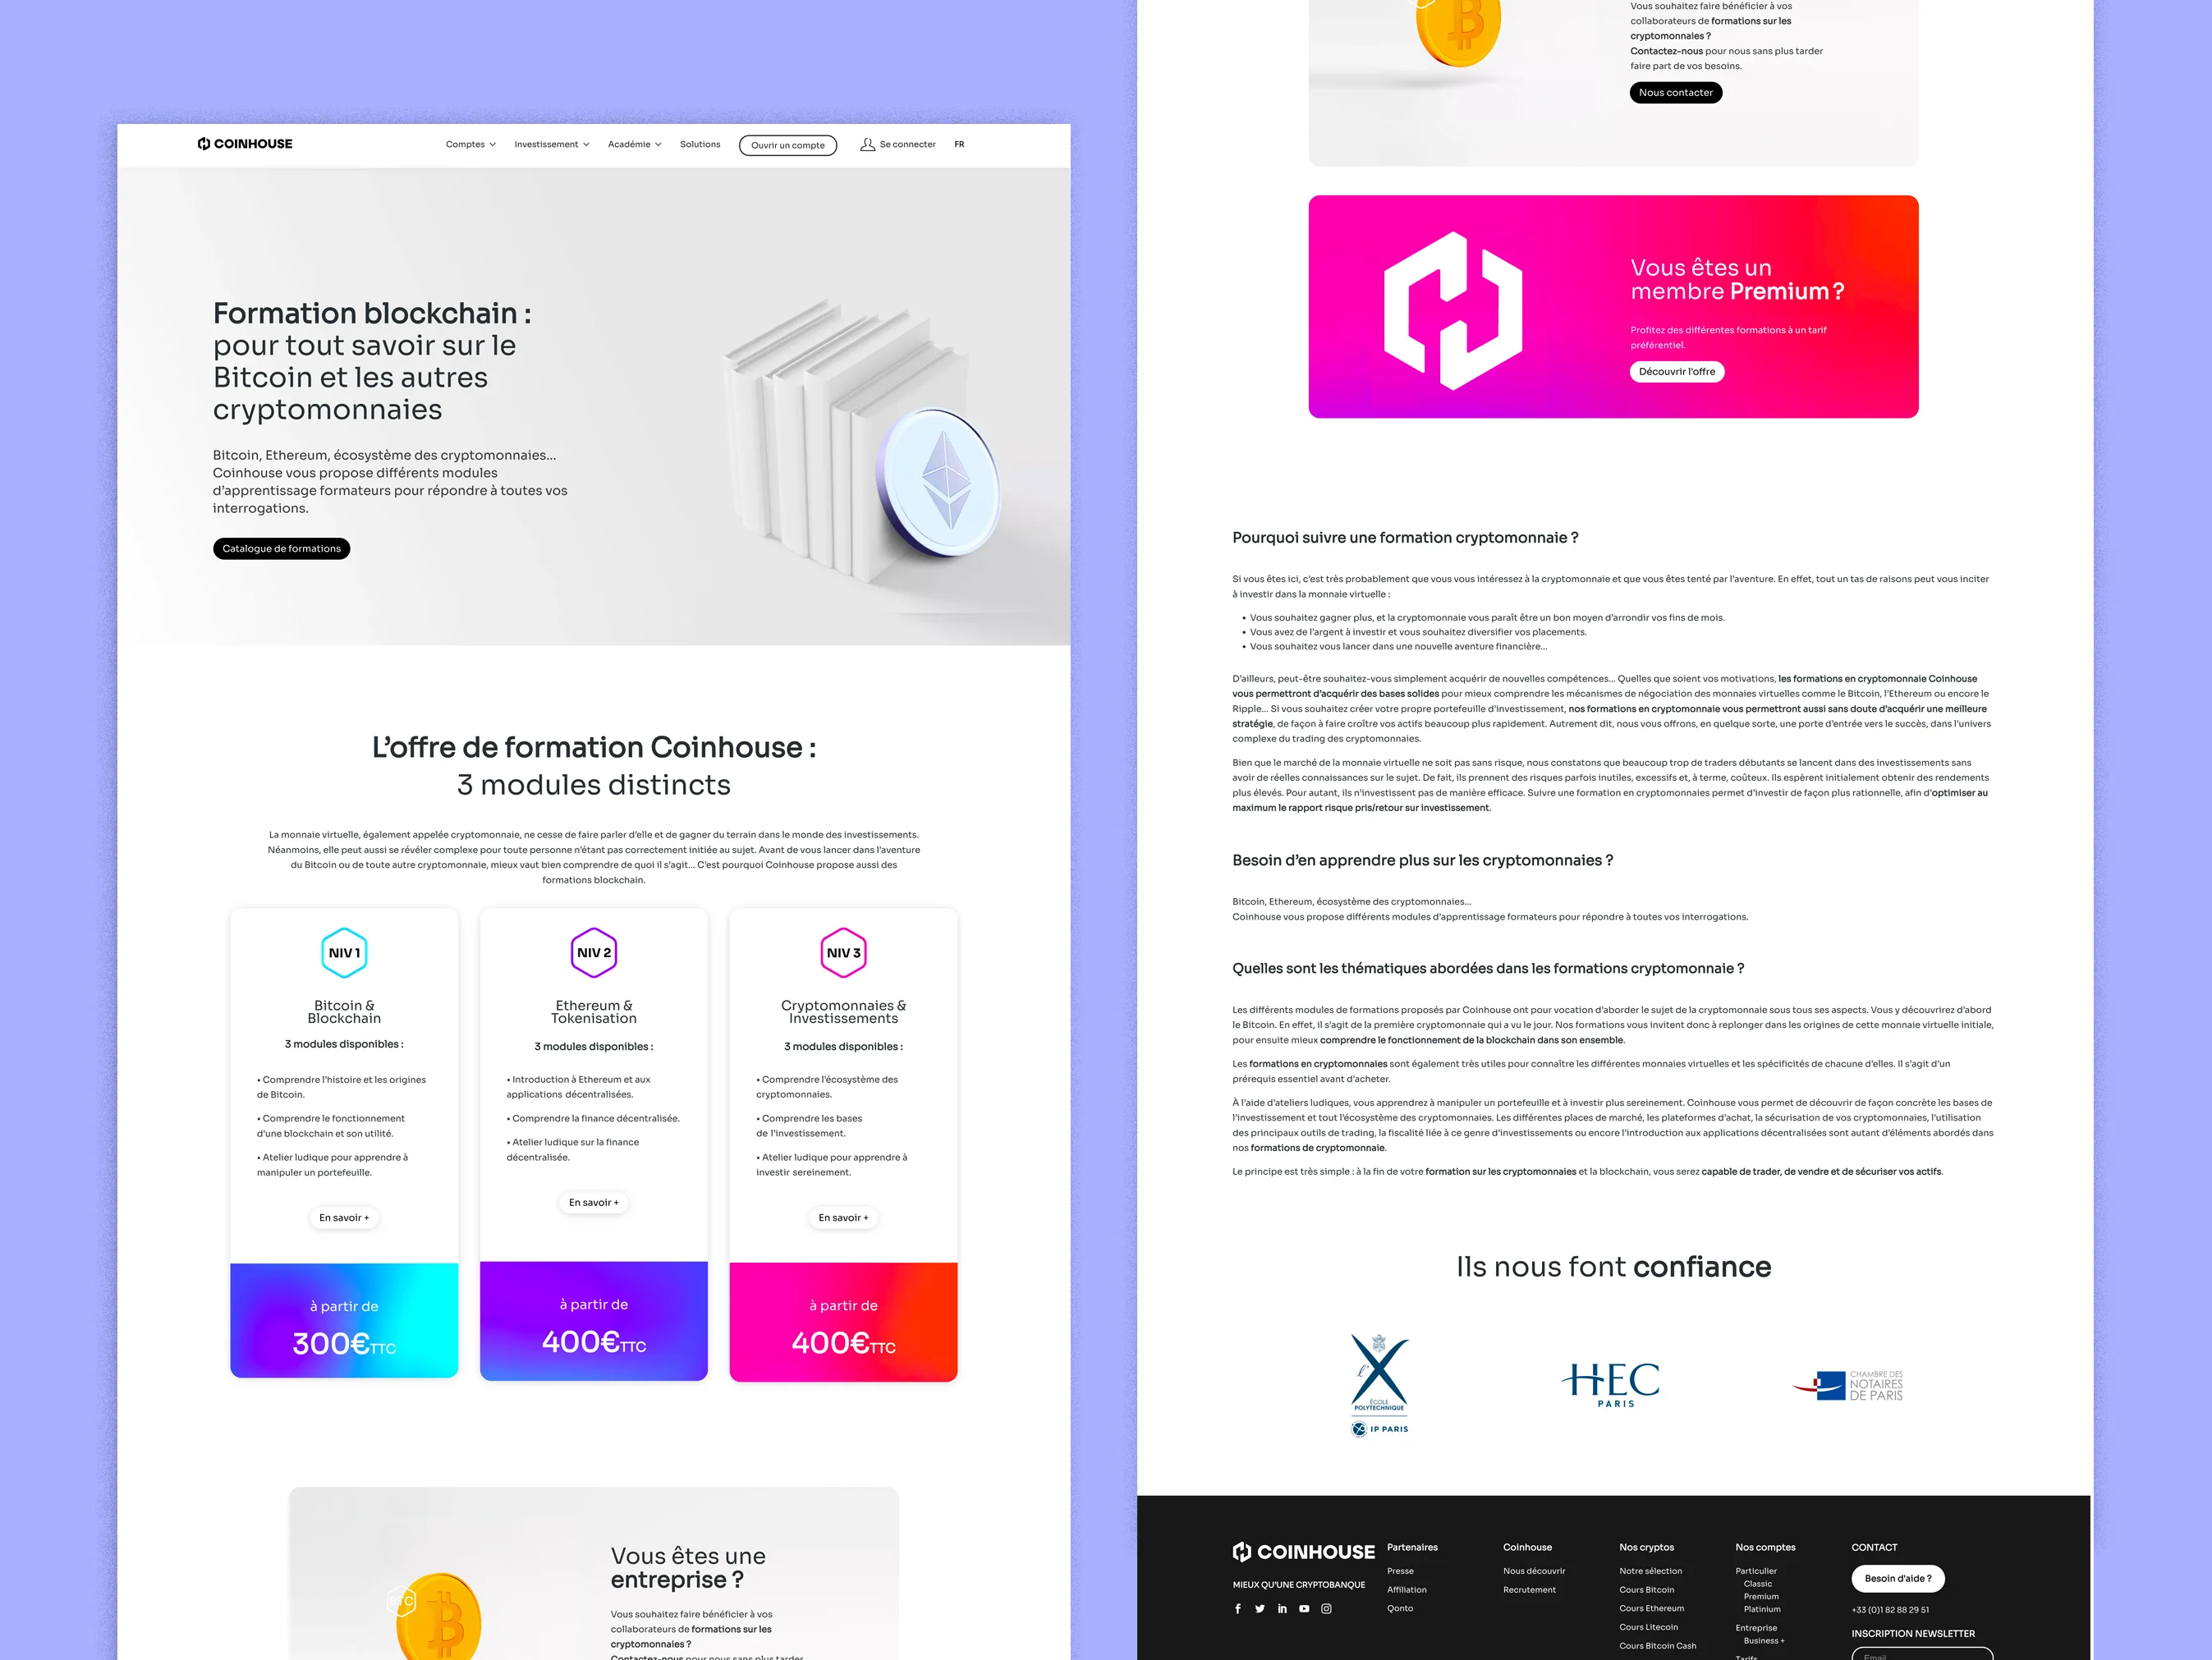 COINHOUSE
Comptes
Investissement
Académie
Solutions
Ouvrir un compte
Se connecter
FR
Formation blockchain :
pour tout savoir sur le
Bitcoin et les autres
cryptomonnaies
Bitcoin, Ethereum, écosystème des cryptomonnaies…
Coinhouse vous propose différents modules
d’apprentissage formateurs pour répondre à toutes vos
interrogations.
Catalogue de formations
L’offre de formation Coinhouse :
3 modules distincts
La monnaie virtuelle, également appelée cryptomonnaie, ne cesse de faire parler d’elle et de gagner du terrain dans le monde des investissements.
Néanmoins, elle peut aussi se révéler complexe pour toute personne n’étant pas correctement initiée au sujet. Avant de vous lancer dans l’aventure
du Bitcoin ou de toute autre cryptomonnaie, mieux vaut bien comprendre de quoi il s’agit… C’est pourquoi Coinhouse propose aussi des
formations blockchain.
NIV 1
Bitcoin &
Blockchain
3 modules disponibles :
• Comprendre l’histoire et les origines
de Bitcoin.
• Comprendre le fonctionnement
d’une blockchain et son utilité.
• Atelier ludique pour apprendre à
manipuler un portefeuille.
En savoir +
à partir de
300€TTC
NIV 2
Ethereum &
Tokenisation
3 modules disponibles :
• Introduction à Ethereum et aux
applications décentralisées.
• Comprendre la finance décentralisée.
• Atelier ludique sur la finance
décentralisée.
En savoir +
à partir de
400€TTC
NIV 3
Cryptomonnaies &
Investissements
3 modules disponibles :
• Comprendre l’écosystème des
cryptomonnaies.
• Comprendre les bases
de l’investissement.
• Atelier ludique pour apprendre à
investir sereinement.
En savoir +
à partir de
400€TTC
BTC
Vous êtes une
entreprise ?
Vous souhaitez faire bénéficier à vos
collaborateurs de formations sur les
cryptomonnaies ?
Contactez-nous pour nous sans plus tarder
Vous souhaitez faire bénéficier à vos
collaborateurs de formations sur les
cryptomonnaies ?
Contactez-nous pour nous sans plus tarder
faire part de vos besoins.
Nous contacter
Vous êtes un
membre Premium ?
Profitez des différentes formations à un tarif
préférentiel.
Découvrir l'offre
Pourquoi suivre une formation cryptomonnaie ?
Si vous êtes ici, c’est très probablement que vous vous intéressez à la cryptomonnaie et que vous êtes tenté par l’aventure. En effet, tout un tas de raisons peut vous inciter
à investir dans la monnaie virtuelle :
• Vous souhaitez gagner plus, et la cryptomonnaie vous paraît être un bon moyen d’arrondir vos fins de mois.
• Vous avez de l’argent à investir et vous souhaitez diversifier vos placements.
• Vous souhaitez vous lancer dans une nouvelle aventure financière…
D’ailleurs, peut-être souhaitez-vous simplement acquérir de nouvelles compétences… Quelles que soient vos motivations, les formations en cryptomonnaie Coinhouse
vous permettront d’acquérir des bases solides pour mieux comprendre les mécanismes de négociation des monnaies virtuelles comme le Bitcoin, l’Ethereum ou encore le
Ripple… Si vous souhaitez créer votre propre portefeuille d’investissement, nos formations en cryptomonnaie vous permettront aussi sans doute d’acquérir une meilleure
stratégie, de façon à faire croître vos actifs beaucoup plus rapidement. Autrement dit, nous vous offrons, en quelque sorte, une porte d’entrée vers le succès, dans l’univers
complexe du trading des cryptomonnaies.
Bien que le marché de la monnaie virtuelle ne soit pas sans risque, nous constatons que beaucoup trop de traders débutants se lancent dans des investissements sans
avoir de réelles connaissances sur le sujet. De fait, ils prennent des risques parfois inutiles, excessifs et, à terme, coûteux. Ils espèrent initialement obtenir des rendements
plus élevés. Pour autant, ils n’investissent pas de manière efficace. Suivre une formation en cryptomonnaies permet d’investir de façon plus rationnelle, afin d’optimiser au
maximum le rapport risque pris/retour sur investissement.
Besoin d’en apprendre plus sur les cryptomonnaies ?
Bitcoin, Ethereum, écosystème des cryptomonnaies…
Coinhouse vous propose différents modules d’apprentissage formateurs pour répondre à toutes vos interrogations.
Quelles sont les thématiques abordées dans les formations cryptomonnaie ?
Les différents modules de formations proposés par Coinhouse ont pour vocation d’aborder le sujet de la cryptomonnaie sous tous ses aspects. Vous y découvrirez d’abord
le Bitcoin. En effet, il s’agit de la première cryptomonnaie qui a vu le jour. Nos formations vous invitent donc à replonger dans les origines de cette monnaie virtuelle initiale,
pour ensuite mieux comprendre le fonctionnement de la blockchain dans son ensemble.
Les formations en cryptomonnaies sont également très utiles pour connaître les différentes monnaies virtuelles et les spécificités de chacune d’elles. Il s’agit d’un
prérequis essentiel avant d’acheter.
À l’aide d’ateliers ludiques, vous apprendrez à manipuler un portefeuille et à investir plus sereinement. Coinhouse vous permet de découvrir de façon concrète les bases de
l’investissement et tout l’écosystème des cryptomonnaies. Les différentes places de marché, les plateformes d’achat, la sécurisation de vos cryptomonnaies, l’utilisation
des principaux outils de trading, la fiscalité liée à ce genre d’investissements ou encore l’introduction aux applications décentralisées sont autant d’éléments abordés dans
nos formations de cryptomonnaie.
Le principe est très simple : à la fin de votre formation sur les cryptomonnaies et la blockchain, vous serez capable de trader, de vendre et de sécuriser vos actifs.
Ils nous font confiance
l'X
ÉCOLE
POLYTECHNIQUE
IP PARIS
HEC
PARIS
CHAMBRE DES
NOTAIRES
DE PARIS
COINHOUSE
MIEUX QU'UNE CRYPTOBANQUE
Partenaires
Presse
Affiliation
Qonto
Coinhouse
Nous découvrir
Recrutement
Nos cryptos
Notre sélection
Cours Bitcoin
Cours Ethereum
Cours Litecoin
Cours Bitcoin Cash
Nos comptes
Particulier
Classic
Premium
Platinium
Entreprise
Business +
Tarifs
CONTACT
Besoin d'aide ?
+33 (0)1 82 88 29 51
INSCRIPTION NEWSLETTER
Email